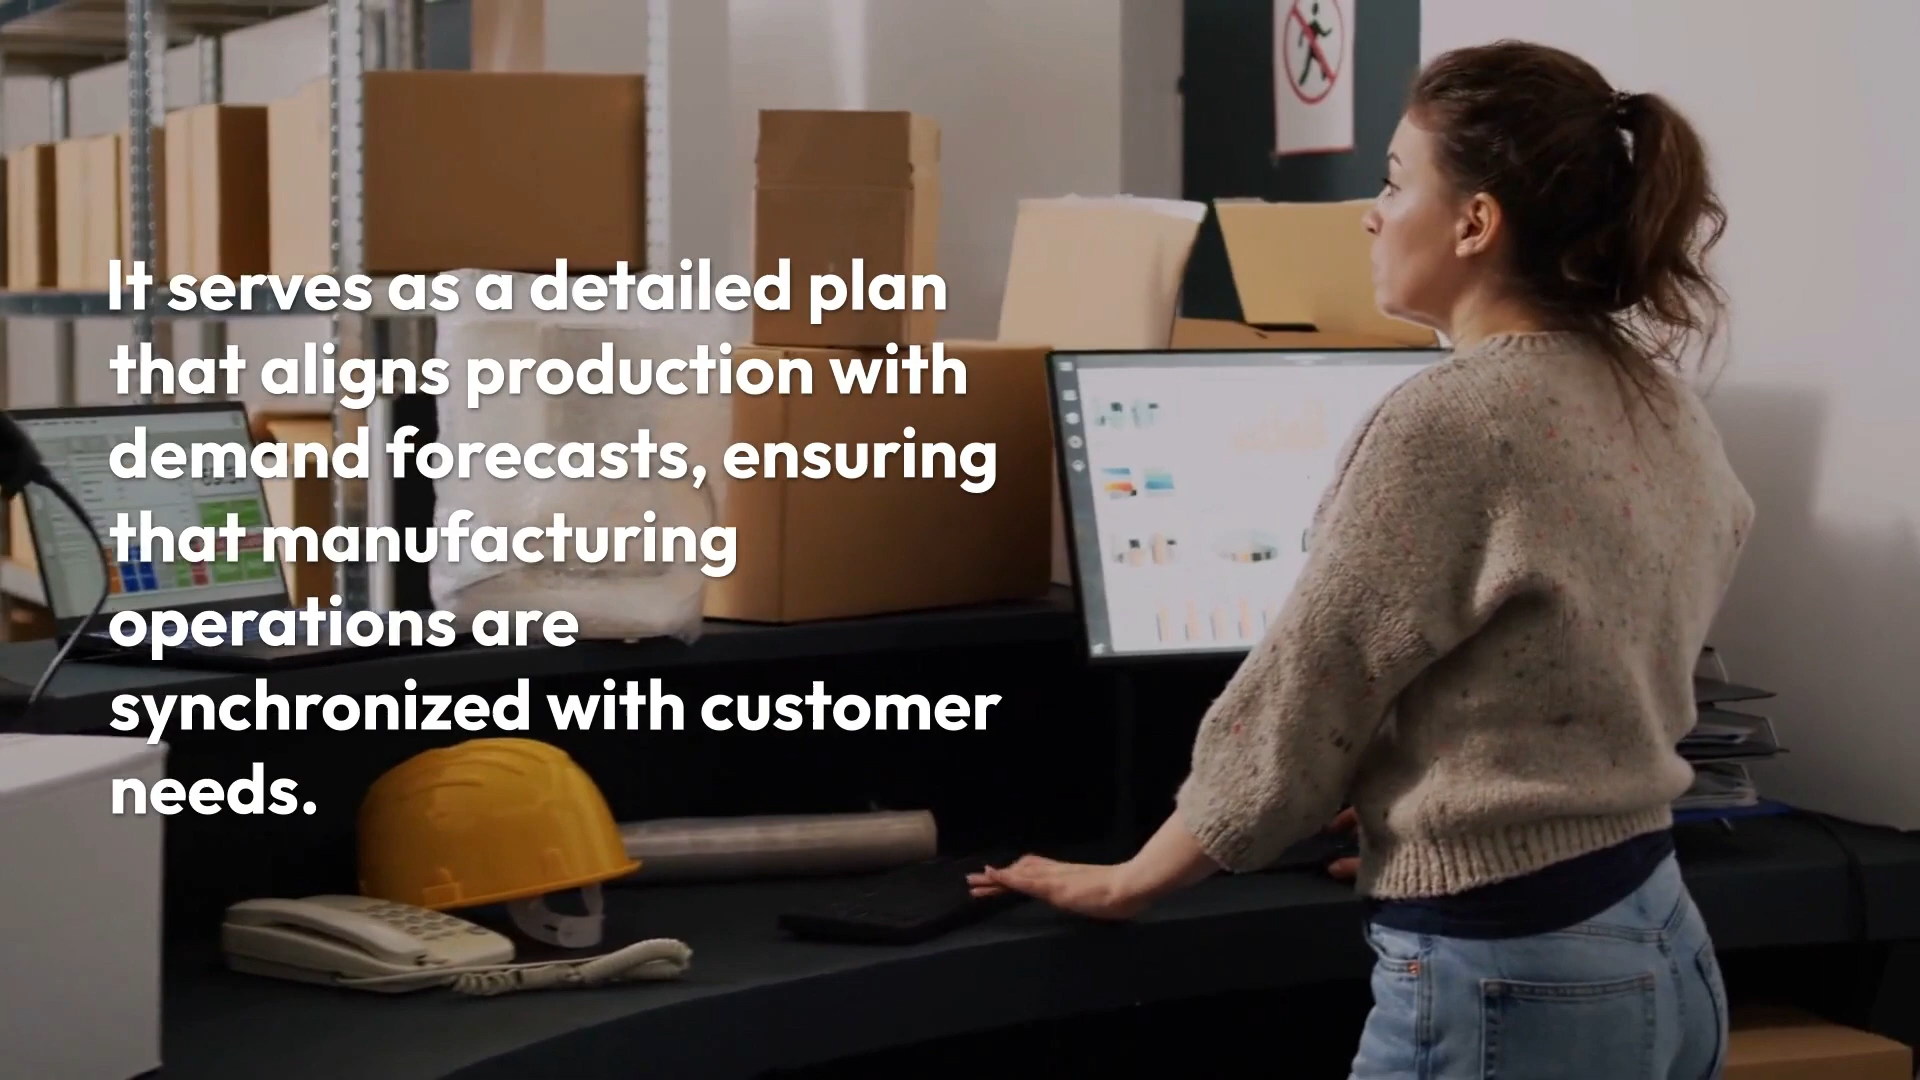 It serves as a detailed plan
that aligns production with
demand forecasts, ensuring
that manufacturing
operations are
synchronized with customer
needs.